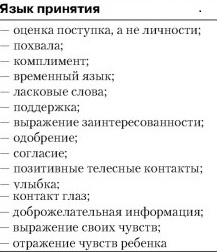 Язык принятия
— оценка поступка, а не личности;
— похвала;
— комплимент;
— временный язык;
— ласковые слова;
— поддержка;
— выражение заинтересованности;
— одобрение;
— согласие;
— позитивные телесные контакты;
— улыбка;
— контакт глаз;
— доброжелательная информация;
— выражение своих чувств;
— отражение чувств ребенка